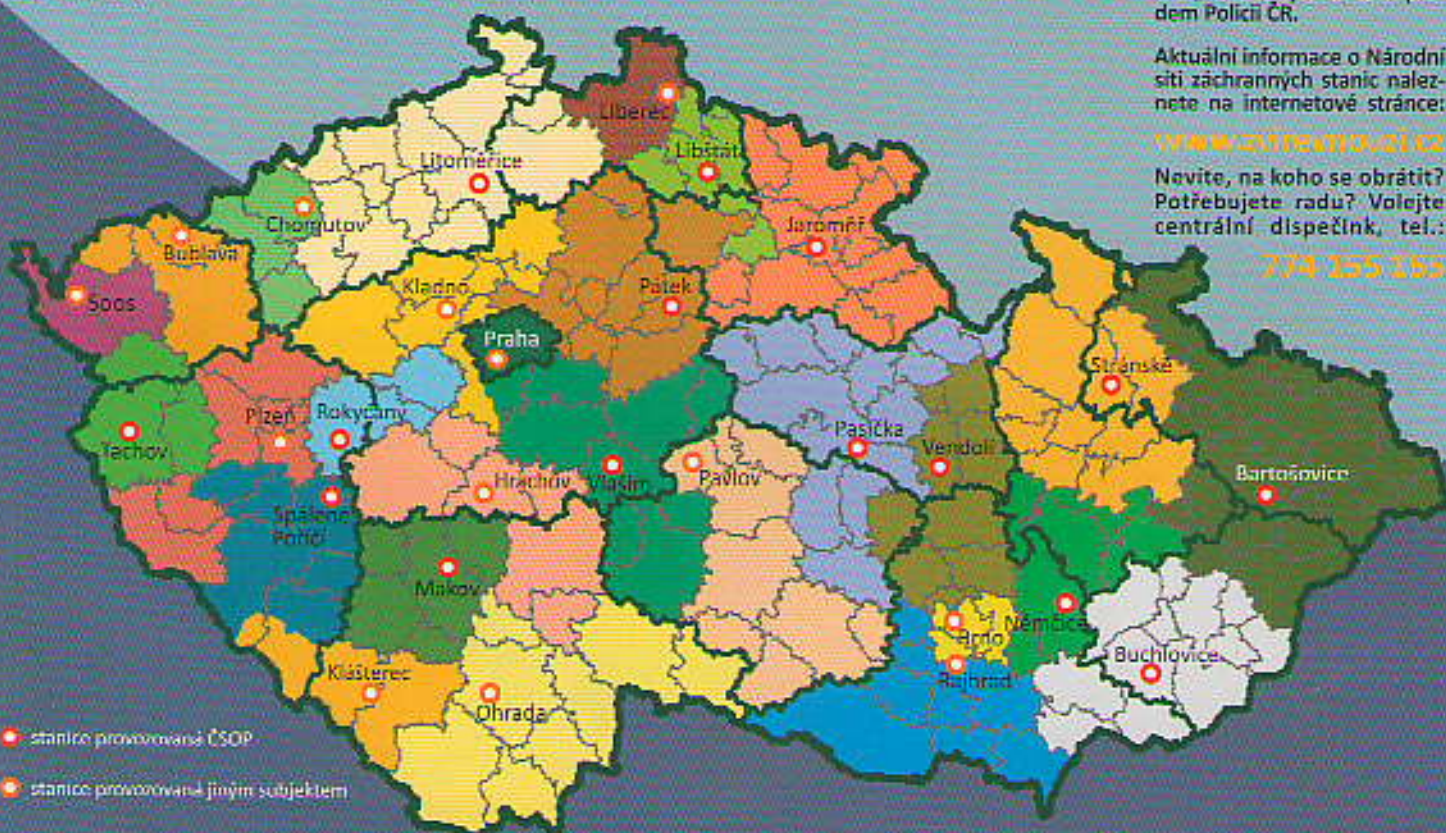 dem Policii ČR.
Aktuální informace o Národní
síti záchranných stanic nalez-
nete na internetové stránce:
Nevíte, na koho se obrátit?
Potřebujete radu? Volejte
centrální dispečink, tel.:
774 155 155
Liberec
Libštát
Litoměřice
Chomutov
Jaroměř
Bublava
Soos
Kladno
Pátek
Praha
Stránské
Plzeň
Rokycany
Pasíčka
Tachov
Vendolí
Hrachov
Vlašim
Pavlov
Bartošovice
Spálené
Poříčí
Makov
Němčice
Brno
Buchlovice
Klášterec
Rajhrad
Ohrada
stanice provozovaná ČSOP
stanice provozovaná jiným subjektem